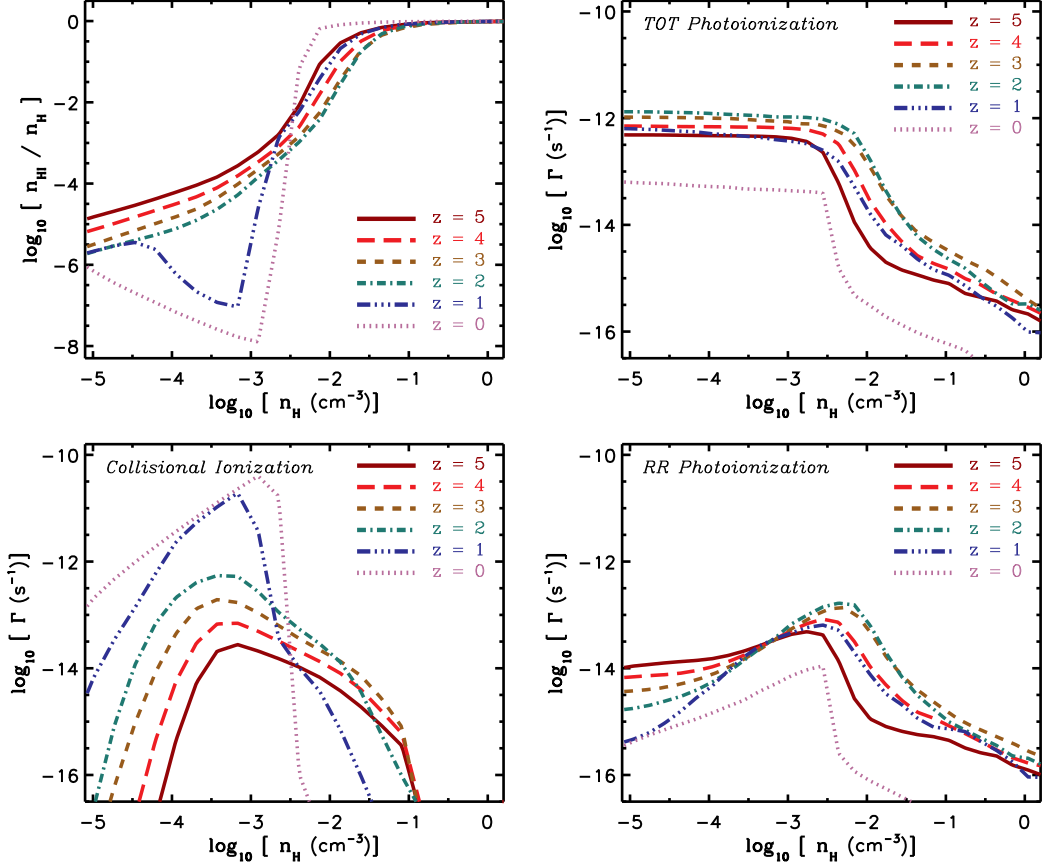 0
−2
−4
−6
−8
log10 [ nHI / nH ]
z = 5
z = 4
z = 3
z = 2
z = 1
z = 0
−5 −4 −3 −2 −1 0
log10 [ nH (cm−3)]
TOT Photoionization
−10
−12
−14
−16
log10 [ Γ (s−1)]
z = 5
z = 4
z = 3
z = 2
z = 1
z = 0
−5 −4 −3 −2 −1 0
log10 [ nH (cm−3)]
Collisional Ionization
−10
−12
−14
−16
log10 [ Γ (s−1)]
z = 5
z = 4
z = 3
z = 2
z = 1
z = 0
−5 −4 −3 −2 −1 0
log10 [ nH (cm−3)]
RR Photoionization
−10
−12
−14
−16
log10 [ Γ (s−1)]
z = 5
z = 4
z = 3
z = 2
z = 1
z = 0
−5 −4 −3 −2 −1 0
log10 [ nH (cm−3)]